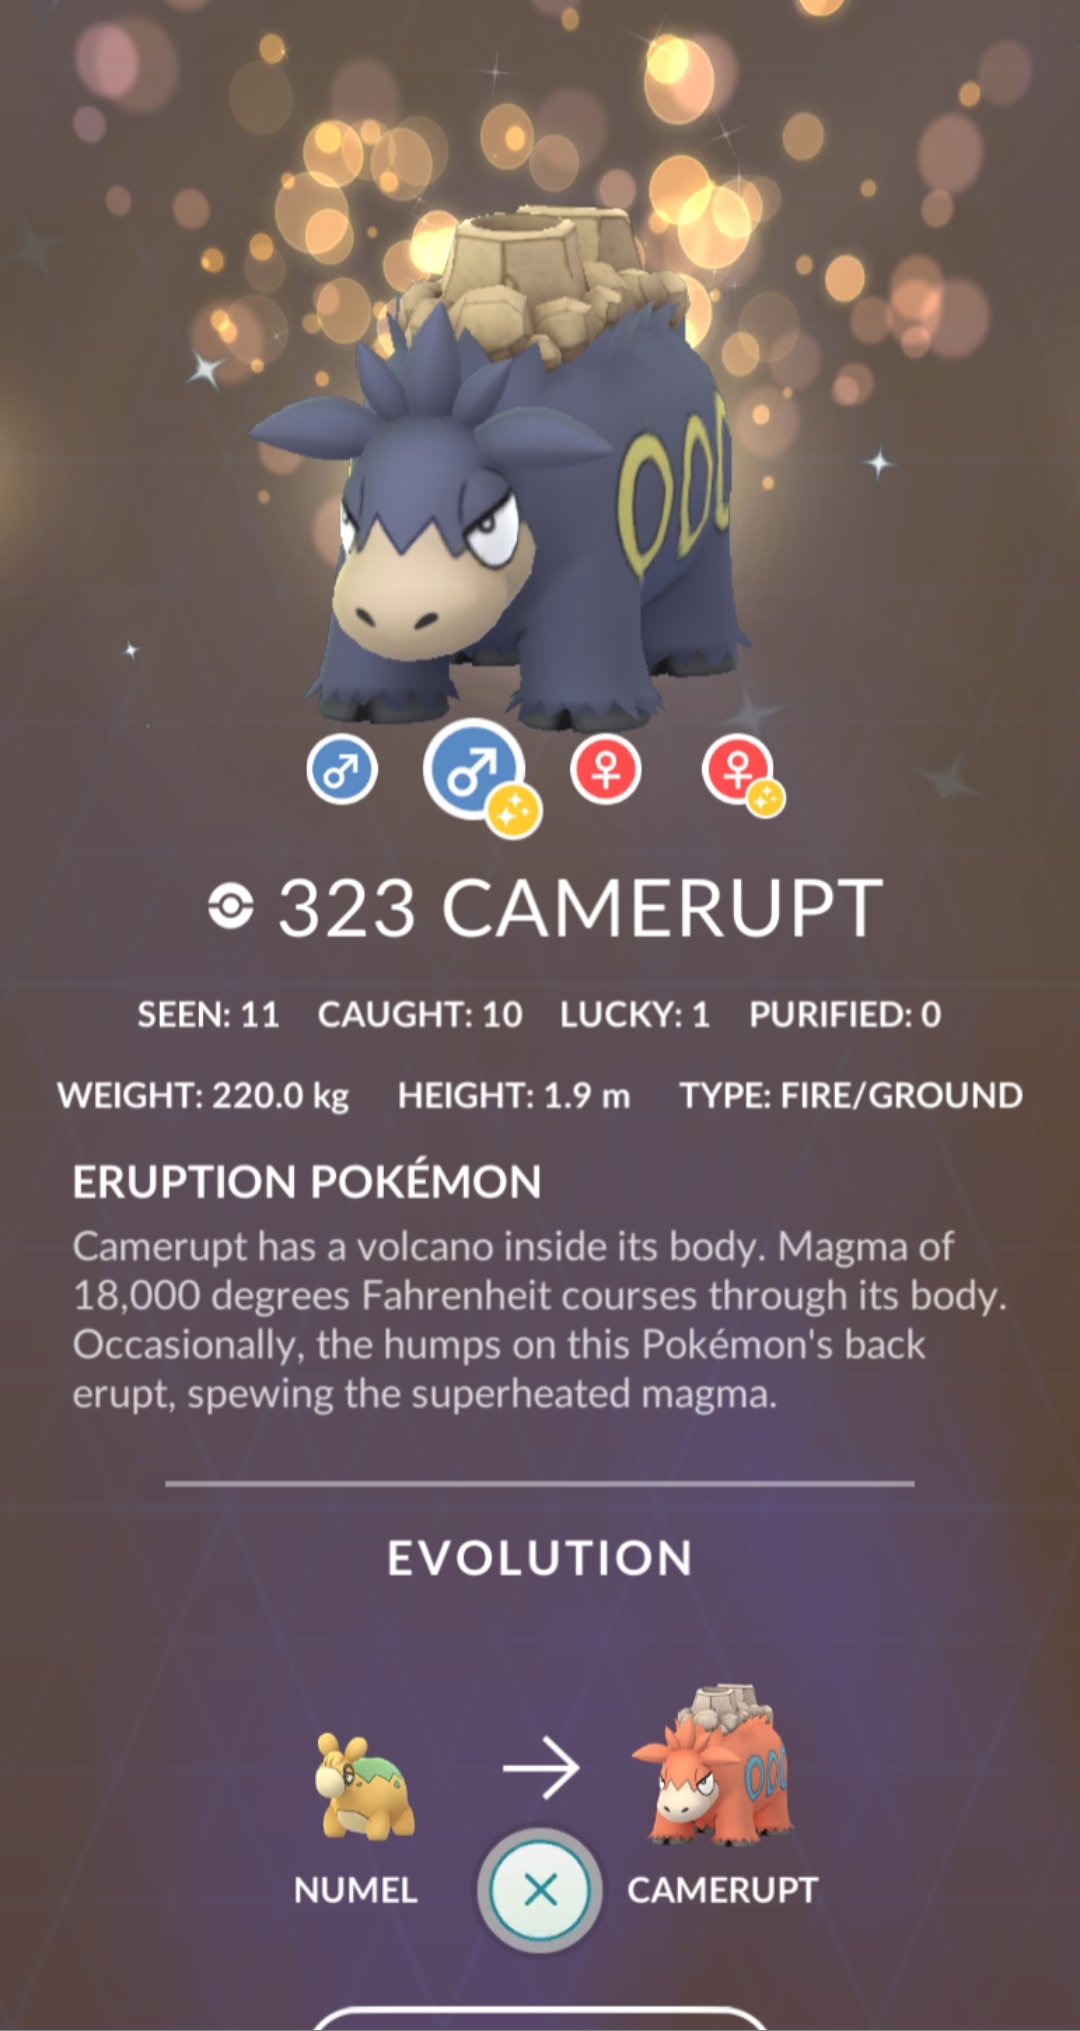 323 CAMERUPT
SEEN: 11 CAUGHT: 10 LUCKY: 1 PURIFIED: 0
WEIGHT: 220.0 kg HEIGHT: 1.9 m TYPE: FIRE/GROUND
ERUPTION POKÉMON
Camerupt has a volcano inside its body. Magma of
18,000 degrees Fahrenheit courses through its body.
Occasionally, the humps on this Pokémon's back
erupt, spewing the superheated magma.
EVOLUTION
NUMEL CAMERUPT